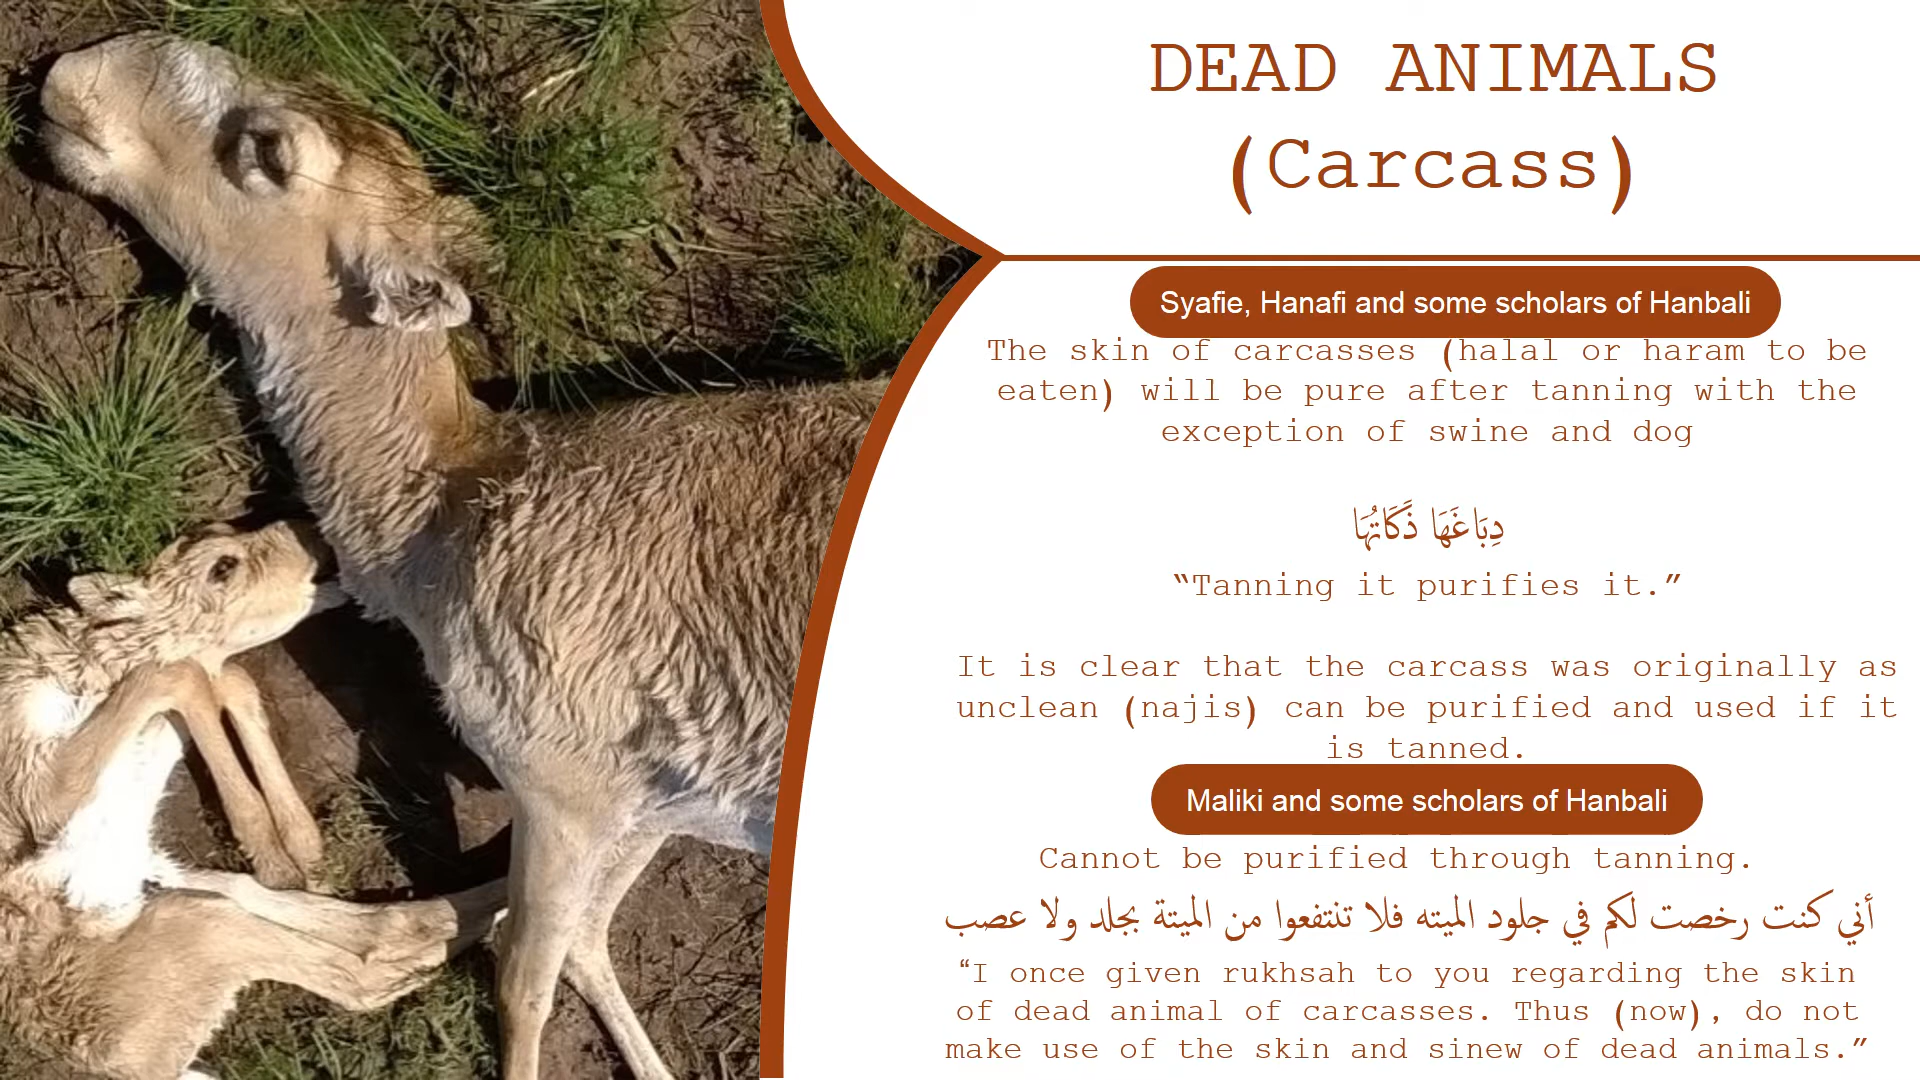 DEAD ANIMALS
(Carcass)
Syafie, Hanafi and some scholars of Hanbali
The skin of carcasses (halal or haram to be
eaten) will be pure after tanning with the
exception of swine and dog
دِبَاغَهَا ذَكَاتُهَا
“Tanning it purifies it.”
It is clear that the carcass was originally as
unclean (najis) can be purified and used if it
is tanned.
Maliki and some scholars of Hanbali
Cannot be purified through tanning.
أني كنت رخصت لكم في جلود الميته فلا تنتفعوا من الميتة بجلد ولا عصب
“I once given rukhsah to you regarding the skin
of dead animal of carcasses. Thus (now), do not
make use of the skin and sinew of dead animals.”